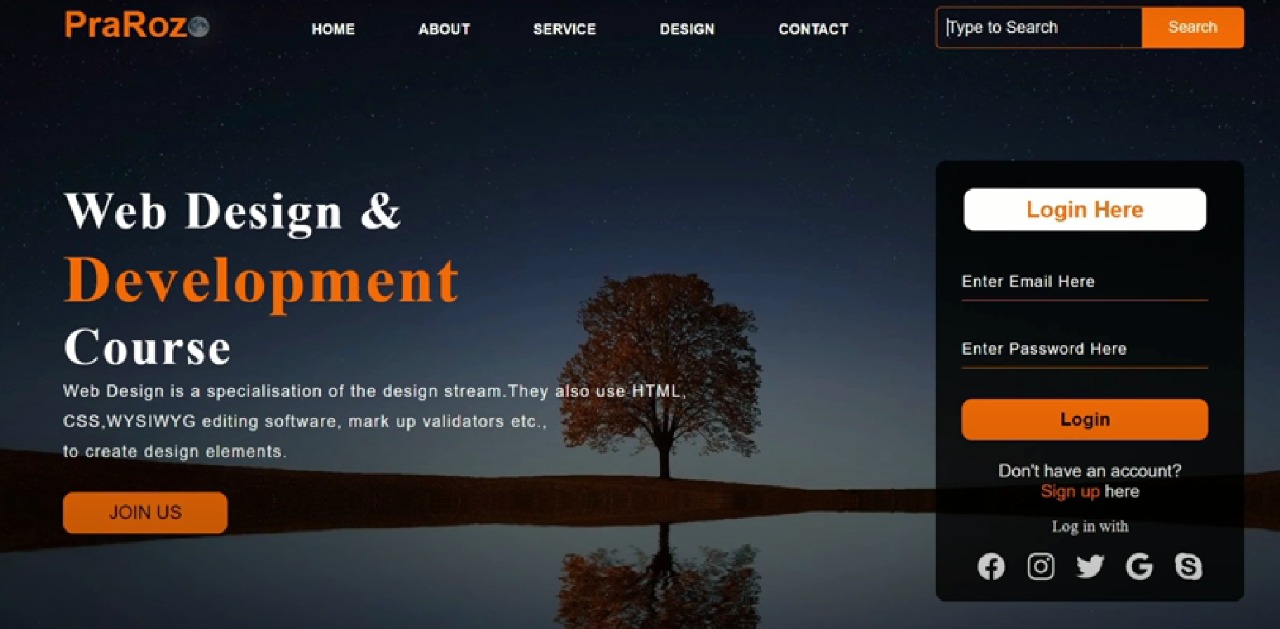 PraRoz
HOME ABOUT SERVICE DESIGN CONTACT
Type to Search Search
Web Design &
Development
Course
Web Design is a specialisation of the design stream.They also use HTML,
CSS,WYSIWYG editing software, mark up validators etc.,
to create design elements.
JOIN US
Login Here
Enter Email Here
Enter Password Here
Login
Don't have an account?
Sign up here
Log in with